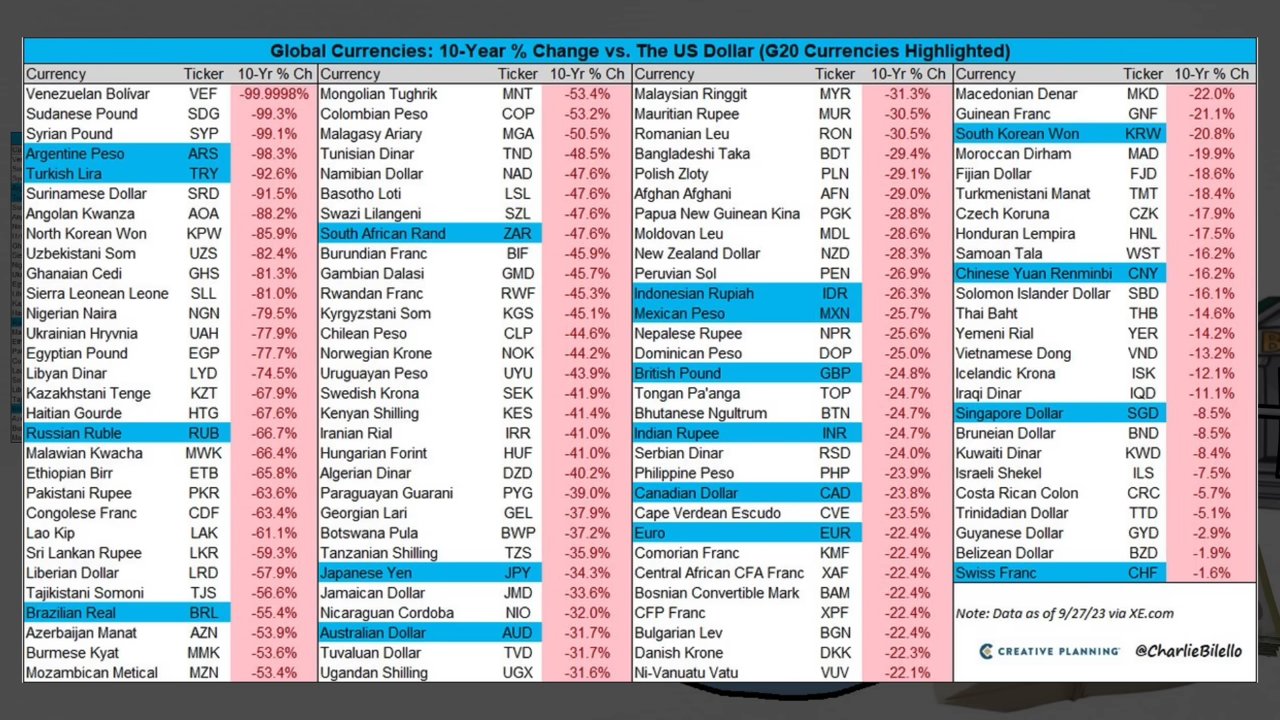 Global Currencies: 10-Year % Change vs. The US Dollar (G20 Currencies Highlighted)
Currency Ticker 10-Yr % Ch Currency Ticker 10-Yr % Ch Currency Ticker 10-Yr % Ch Currency Ticker 10-Yr % Ch
Venezuelan Bolívar VEF -99.9998% Mongolian Tughrik MNT -53.4% Malaysian Ringgit MYR -31.3% Macedonian Denar MKD -22.0%
Sudanese Pound SDG -99.3% Colombian Peso COP -53.2% Mauritian Rupee MUR -30.5% Guinean Franc GNF -21.1%
Syrian Pound SYP -99.1% Malagasy Ariary MGA -50.5% Romanian Leu RON -30.5% South Korean Won KRW -20.8%
Argentine Peso ARS -98.3% Tunisian Dinar TND -48.5% Bangladeshi Taka BDT -29.4% Moroccan Dirham MAD -19.9%
Turkish Lira TRY -92.6% Namibian Dollar NAD -47.6% Polish Zloty PLN -29.1% Fijian Dollar FJD -18.6%
Surinamese Dollar SRD -91.5% Basotho Loti LSL -47.6% Afghan Afghani AFN -29.0% Turkmenistani Manat TMT -18.4%
Angolan Kwanza AOA -88.2% Swazi Lilangeni SZL -47.6% Papua New Guinean Kina PGK -28.8% Czech Koruna CZK -17.9%
North Korean Won KPW -85.9% South African Rand ZAR -47.6% Moldovan Leu MDL -28.6% Honduran Lempira HNL -17.5%
Uzbekistani Som UZS -82.4% Burundian Franc BIF -45.9% New Zealand Dollar NZD -28.3% Samoan Tala WST -16.2%
Ghanaian Cedi GHS -81.3% Gambian Dalasi GMD -45.7% Peruvian Sol PEN -26.9% Chinese Yuan Renminbi CNY -16.2%
Sierra Leonean Leone SLL -81.0% Rwandan Franc RWF -45.3% Indonesian Rupiah IDR -26.3% Solomon Islander Dollar SBD -16.1%
Nigerian Naira NGN -79.5% Kyrgyzstani Som KGS -45.1% Mexican Peso MXN -25.7% Thai Baht THB -14.6%
Ukrainian Hryvnia UAH -77.9% Chilean Peso CLP -44.6% Nepalese Rupee NPR -25.6% Yemeni Rial YER -14.2%
Egyptian Pound EGP -77.7% Norwegian Krone NOK -44.2% Dominican Peso DOP -25.0% Vietnamese Dong VND -13.2%
Libyan Dinar LYD -74.5% Uruguayan Peso UYU -43.9% British Pound GBP -24.8% Icelandic Krona ISK -12.1%
Kazakhstani Tenge KZT -67.9% Swedish Krona SEK -41.9% Tongan Pa'anga TOP -24.7% Iraqi Dinar IQD -11.1%
Haitian Gourde HTG -67.6% Kenyan Shilling KES -41.4% Bhutanese Ngultrum BTN -24.7% Singapore Dollar SGD -8.5%
Russian Ruble RUB -66.7% Iranian Rial IRR -41.0% Indian Rupee INR -24.7% Bruneian Dollar BND -8.5%
Malawian Kwacha MWK -66.4% Hungarian Forint HUF -41.0% Serbian Dinar RSD -24.0% Kuwaiti Dinar KWD -8.4%
Ethiopian Birr ETB -65.8% Algerian Dinar DZD -40.2% Philippine Peso PHP -23.9% Israeli Shekel ILS -7.5%
Pakistani Rupee PKR -63.6% Paraguayan Guarani PYG -39.0% Canadian Dollar CAD -23.8% Costa Rican Colon CRC -5.7%
Congolese Franc CDF -63.4% Georgian Lari GEL -37.9% Cape Verdean Escudo CVE -23.5% Trinidadian Dollar TTD -5.1%
Lao Kip LAK -61.1% Botswana Pula BWP -37.2% Euro EUR -22.4% Guyanese Dollar GYD -2.9%
Sri Lankan Rupee LKR -59.3% Tanzanian Shilling TZS -35.9% Comorian Franc KMF -22.4% Belizean Dollar BZD -1.9%
Liberian Dollar LRD -57.9% Japanese Yen JPY -34.3% Central African CFA Franc XAF -22.4% Swiss Franc CHF -1.6%
Tajikistani Somoni TJS -56.6% Jamaican Dollar JMD -33.6% Bosnian Convertible Mark BAM -22.4%
Brazilian Real BRL -55.4% Nicaraguan Cordoba NIO -32.0% CFP Franc XPF -22.4% Note: Data as of 9/27/23 via XE.com
Azerbaijan Manat AZN -53.9% Australian Dollar AUD -31.7% Bulgarian Lev BGN -22.4%
Burmese Kyat MMK -53.6% Tuvaluan Dollar TVD -31.7% Danish Krone DKK -22.3% CREATIVE PLANNING @CharlieBilello
Mozambican Metical MZN -53.4% Ugandan Shilling UGX -31.6% Ni-Vanuatu Vatu VUV -22.1%